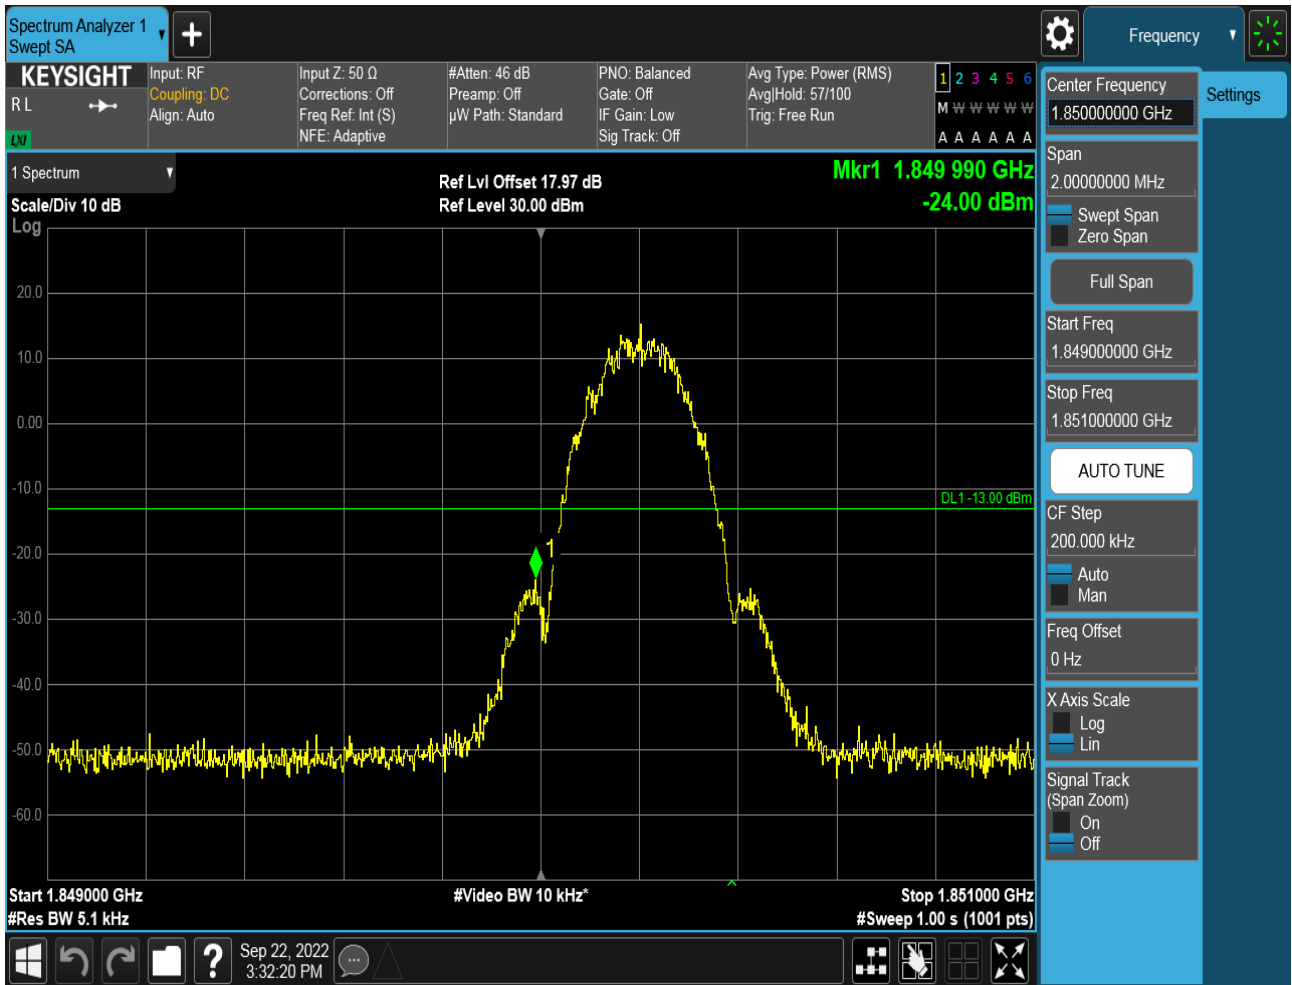 Spectrum Analyzer 1
Swept SA
Frequency
KEYSIGHT
R L
LXI
Input: RF
Coupling: DC
Align: Auto
Input Z: 50 Ω
Corrections: Off
Freq Ref: Int (S)
NFE: Adaptive
#Atten: 46 dB
Preamp: Off
µW Path: Standard
PNO: Balanced
Gate: Off
IF Gain: Low
Sig Track: Off
Avg Type: Power (RMS)
Avg|Hold: 57/100
Trig: Free Run
1 2 3 4 5 6
M W W W W W
A A A A A A
1 Spectrum
Scale/Div 10 dB
Log
Ref Lvl Offset 17.97 dB
Ref Level 30.00 dBm
Mkr1 1.849 990 GHz
-24.00 dBm
20.0
10.0
0.00
-10.0
-20.0
-30.0
-40.0
-50.0
-60.0
DL1 -13.00 dBm
1
Start 1.849000 GHz
#Res BW 5.1 kHz
#Video BW 10 kHz*
Stop 1.851000 GHz
#Sweep 1.00 s (1001 pts)
Center Frequency
1.850000000 GHz
Settings
Span
2.00000000 MHz
Swept Span
Zero Span
Full Span
Start Freq
1.849000000 GHz
Stop Freq
1.851000000 GHz
AUTO TUNE
CF Step
200.000 kHz
Auto
Man
Freq Offset
0 Hz
X Axis Scale
Log
Lin
Signal Track
(Span Zoom)
On
Off
?
Sep 22, 2022
3:32:20 PM